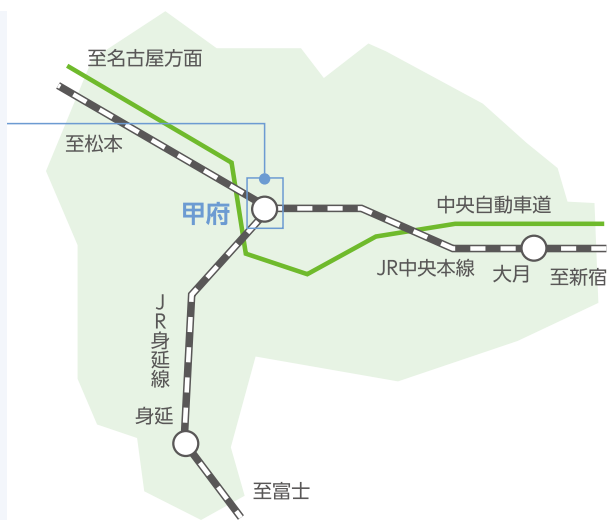 至名古屋方面
至松本
甲府
中央自動車道
JR中央本線
大月
至新宿
JR身延線
身延
至富士